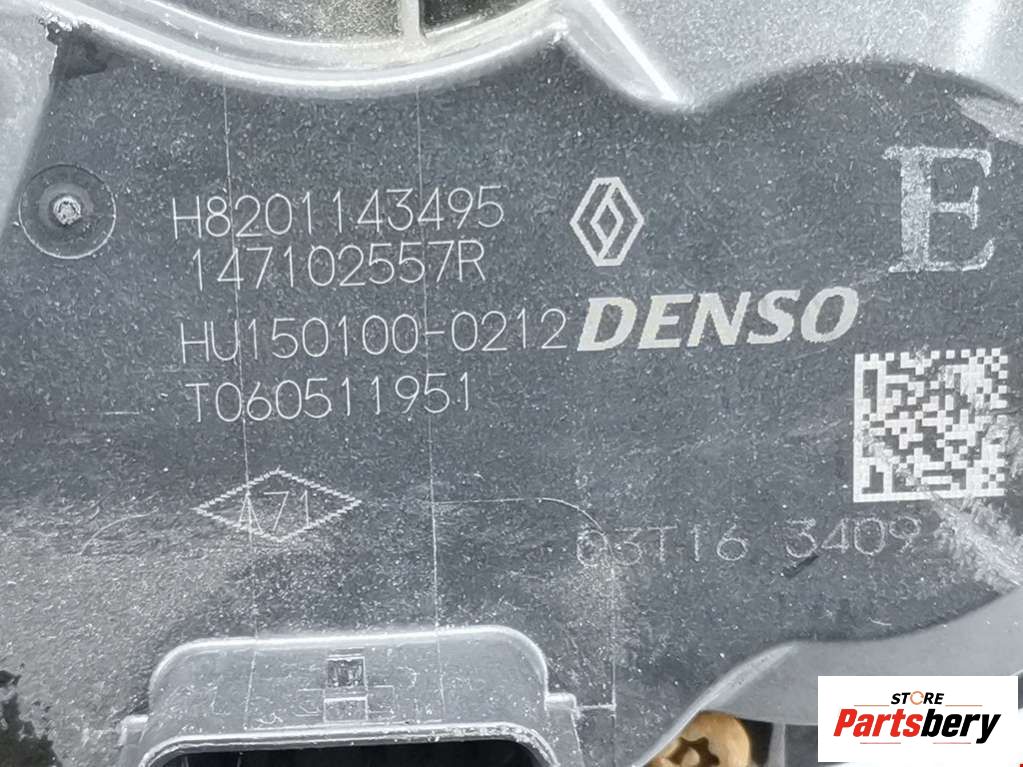 H8201143495
147102557R
E
HU150100-0212
DENSO
T060511951
A71
03T16 3409
STORE
Partsbery